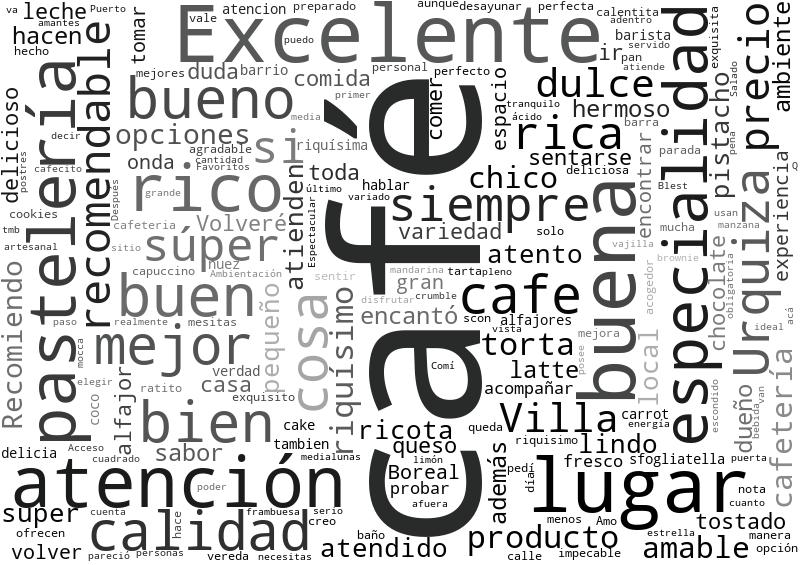 va
amantes
Puerto
leche
hacen
hecho
tomar
vale
atencion
preparado
aunque
desayunar
perfecta
Excelente
puedo
ir
calentita
adentro
barista
servido
pan
atiende
exquisita
precio
ambiente
especialidad
pastelería
recomendable
mejores
duda
barrio
comida
personal
perfecto
primer
comer
espacio
dulce
hermoso
tranquilo
ácido
barra
pistacho
Salado
pena
delicioso
postres
decir
bueno
media
opciones
si
riquísima
rica
encontrar
parada
cafecito
onda
agradable
cantidad
Favoritos
toda
café
sentarse
deliciosa
chico
buena
Blest
Urquiza
experiencia
Q
cookies
Después
rico
grande
atienden
último
hablar
variado
siempre
usan
manzana
mucha
tmb
artesanal
cafeteria
Volveré
Espectacular
variedad
solo
vajilla
obligatoria
chocolate
sitio
súper
nuez
Ambientación
capuccino
sentir
mandarina
gran
tarta
pleno
atento
brownie
acogedor
Recomiendo
buen
pequeño
cosa
riquísimo
disfrutar
crumble
cafe
encantó
scon
alfajores
vista
local
ideal
acá
paso
realmente
mesitas
mocca
mejor
verdad
Comí
torta
mejora
posee
elegir
coco
alfajor
ratito
casa
exquisito
latte
acompañar
escondido
dueño
bebida
van
cafetería
bien
cake
tambien
ricota
queda
Villa
carrot
energía
delicia
Acceso
cuadrado
sabor
medialunas
queso
limón
riquisimo
lindo
fresco
sfogliatella
puerta
atención
poder
Boreal
probar
afuera
además
pedí
día
lugar
nota
cuanto
super
cuenta
hace
calidad
frambuesa
serio
creo
baño
menos
Amo
estrella
tostado
manera
ofrecen
volver
pareció
personas
vereda
necesitas
atendido
producto
calle
impecable
amable
opción